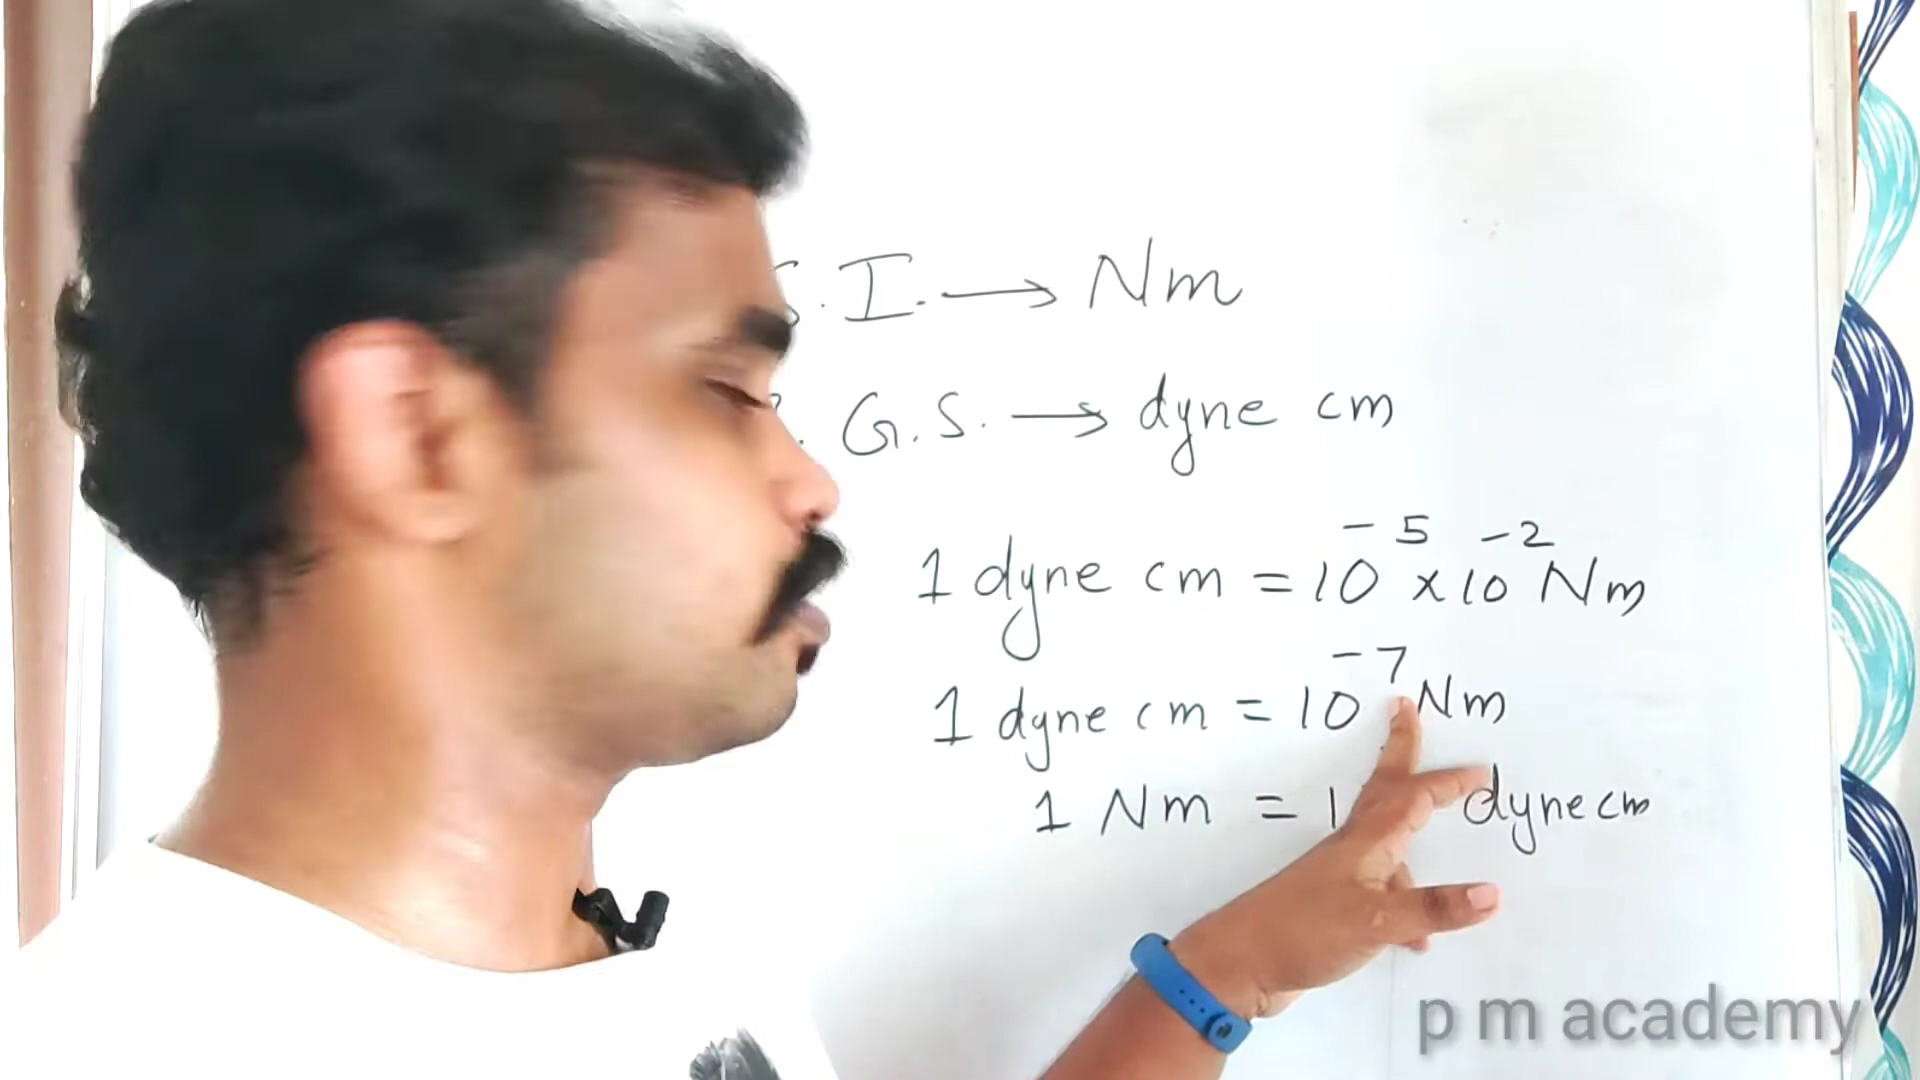 S. I. → Nm
. G. S. → dyne cm
1 dyne cm = 10⁻⁵ x 10⁻² Nm
1 dyne cm = 10⁻⁷ Nm
1 Nm = 1 dyne cm
p m academy